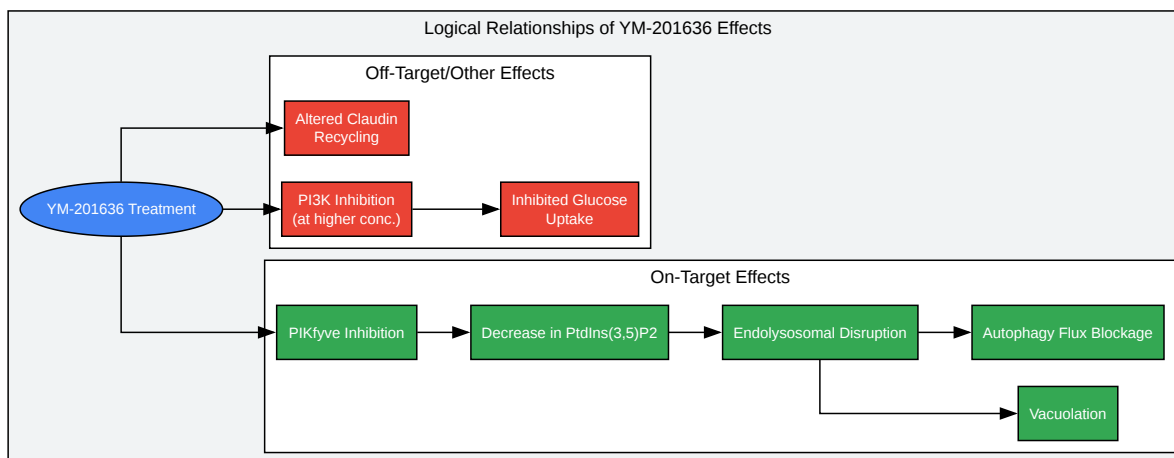 Logical Relationships of YM-201636 Effects
Off-Target/Other Effects
Altered Claudin
Recycling
YM-201636 Treatment
PI3K Inhibition
(at higher conc.)
Inhibited Glucose
Uptake
On-Target Effects
PIKfyve Inhibition
Decrease in PtdIns(3,5)P2
Endolysosomal Disruption
Autophagy Flux Blockage
Vacuolation